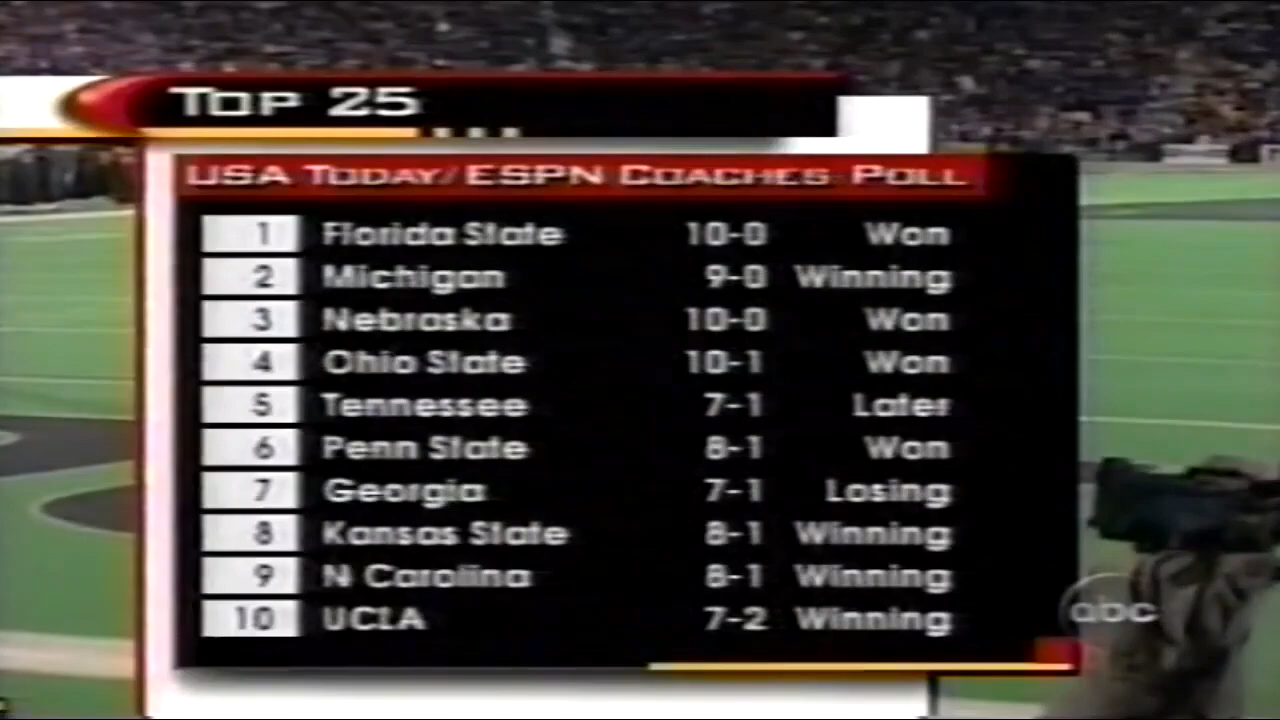 TOP 25
USA TODAY/ESPN COACHES POLL
1 Florida State 10-0 Won
2 Michigan 9-0 Winning
3 Nebraska 10-0 Won
4 Ohio State 10-1 Won
5 Tennessee 7-1 Later
6 Penn State 8-1 Won
7 Georgia 7-1 Losing
8 Kansas State 8-1 Winning
9 N Carolina 8-1 Winning
10 UCLA 7-2 Winning
abc